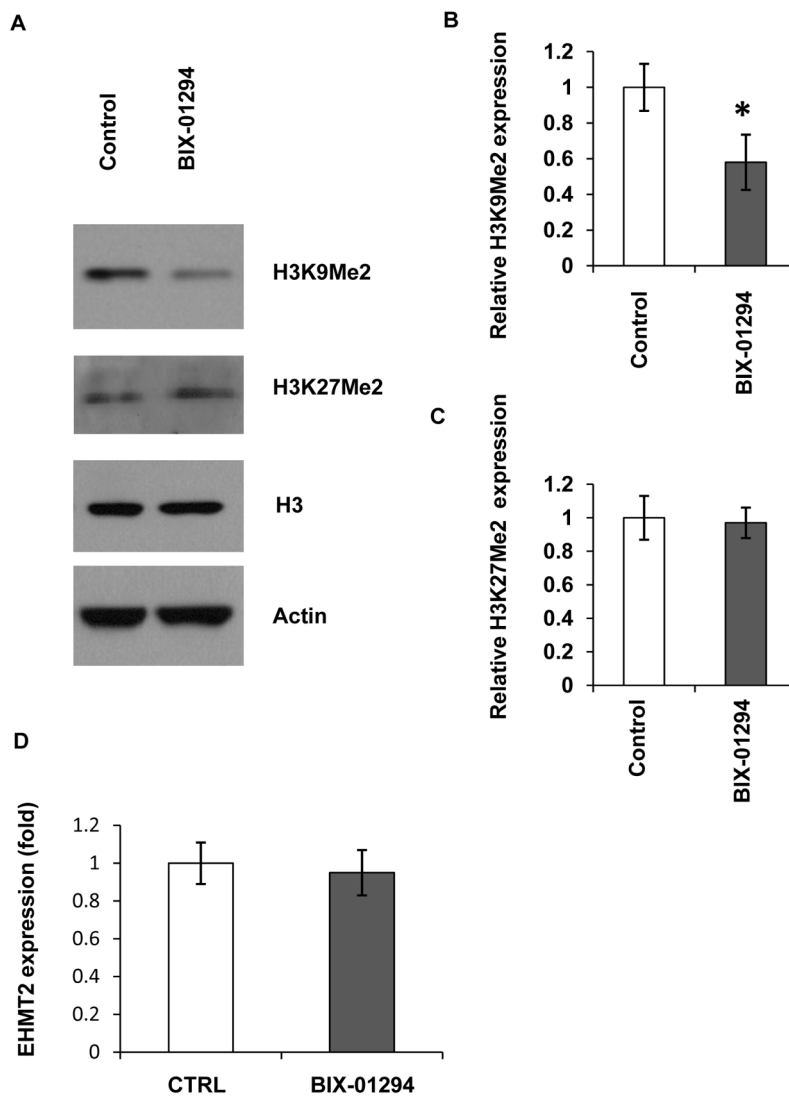 A
Control
BIX-01294
H3K9Me2
H3K27Me2
H3
Actin
B
Relative H3K9Me2 expression
1.2
1
0.8
0.6
0.4
0.2
0
*
Control
BIX-01294
C
Relative H3K27Me2 expression
1.2
1
0.8
0.6
0.4
0.2
0
Control
BIX-01294
D
EHMT2 expression (fold)
1.2
1
0.8
0.6
0.4
0.2
0
CTRL
BIX-01294